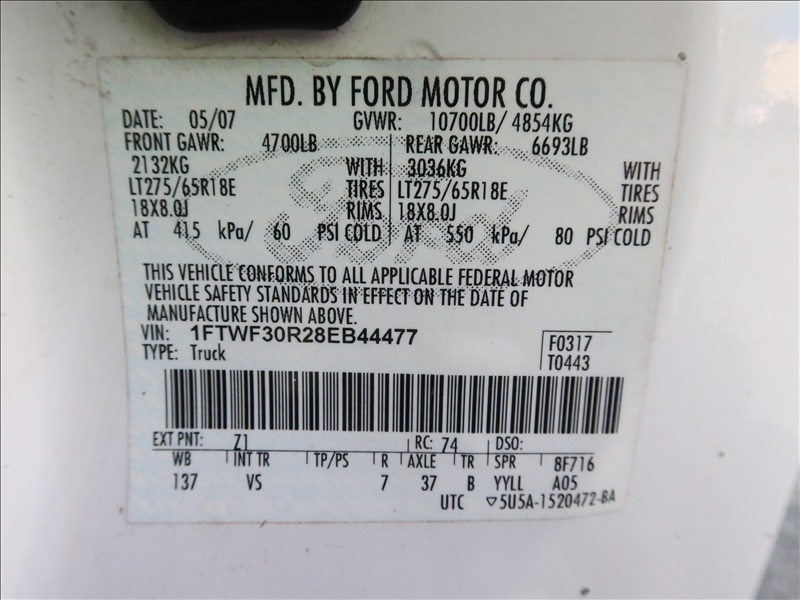 MFD. BY FORD MOTOR CO.
DATE: 05/07 GVWR: 10700LB/ 4854KG
FRONT GAWR: 4700LB REAR GAWR: 6693LB
2132KG WITH 3036KG WITH
LT275/65R18E TIRES LT275/65R18E TIRES
18X8.0J RIMS 18X8.0J RIMS
AT 415 kPa/ 60 PSI COLD AT 550 kPa/ 80 PSI COLD
Ford
THIS VEHICLE CONFORMS TO ALL APPLICABLE FEDERAL MOTOR
VEHICLE SAFETY STANDARDS IN EFFECT ON THE DATE OF
MANUFACTURE SHOWN ABOVE.
VIN: 1FTWF30R28EB44477 F0317
TYPE: Truck T0443
EXT PNT: Z1 RC: 74 DSO:
WB INT TR TP/PS R AXLE TR SPR 8F716
137 VS 7 37 B YYLL A05
UTC ▽5U5A-1520472-BA